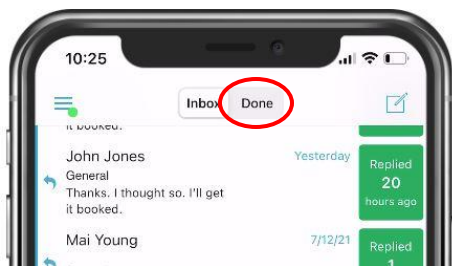 10:25
Inbox Done
it booked.
John Jones Yesterday
General
Thanks. I thought so. I'll get
it booked.
Replied
20
hours ago
Mai Young 7/12/21
Replied
1